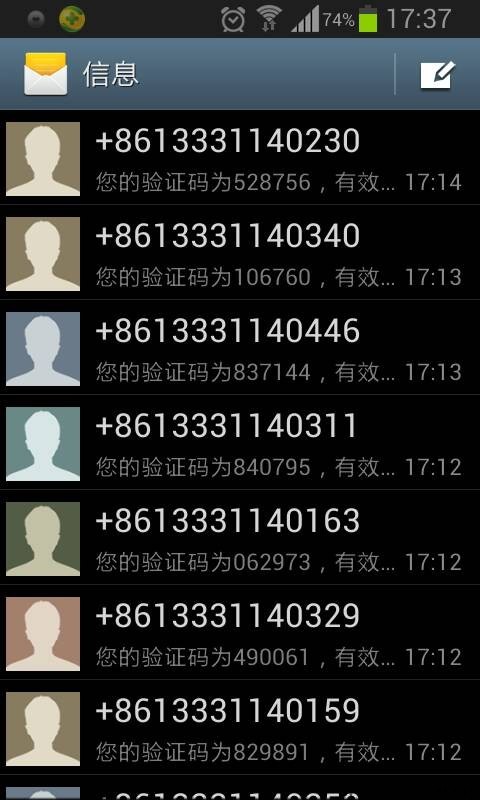 74% 17:37
信息
+8613331140230
您的验证码为528756，有效... 17:14
+8613331140340
您的验证码为106760，有效... 17:13
+8613331140446
您的验证码为837144，有效... 17:13
+8613331140311
您的验证码为840795，有效... 17:12
+8613331140163
您的验证码为062973，有效... 17:12
+8613331140329
您的验证码为490061，有效... 17:12
+8613331140159
您的验证码为829891，有效... 17:12